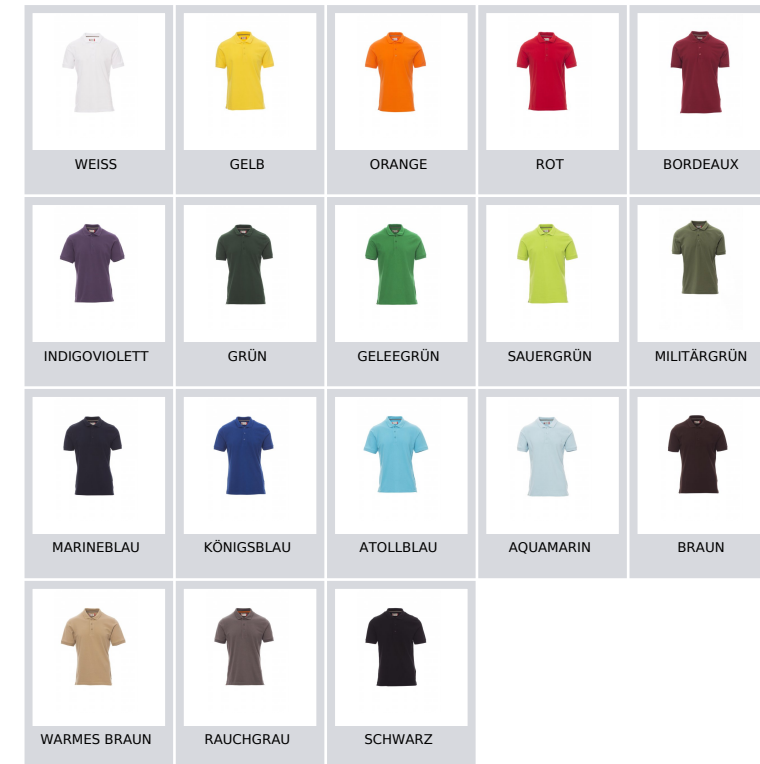 WEISS
GELB
ORANGE
ROT
BORDEAUX
INDIGOVIOLETT
GRÜN
GELEEGRÜN
SAUERGRÜN
MILITÄRGRÜN
MARINEBLAU
KÖNIGSBLAU
ATOLLBLAU
AQUAMARIN
BRAUN
WARMES BRAUN
RAUCHGRAU
SCHWARZ